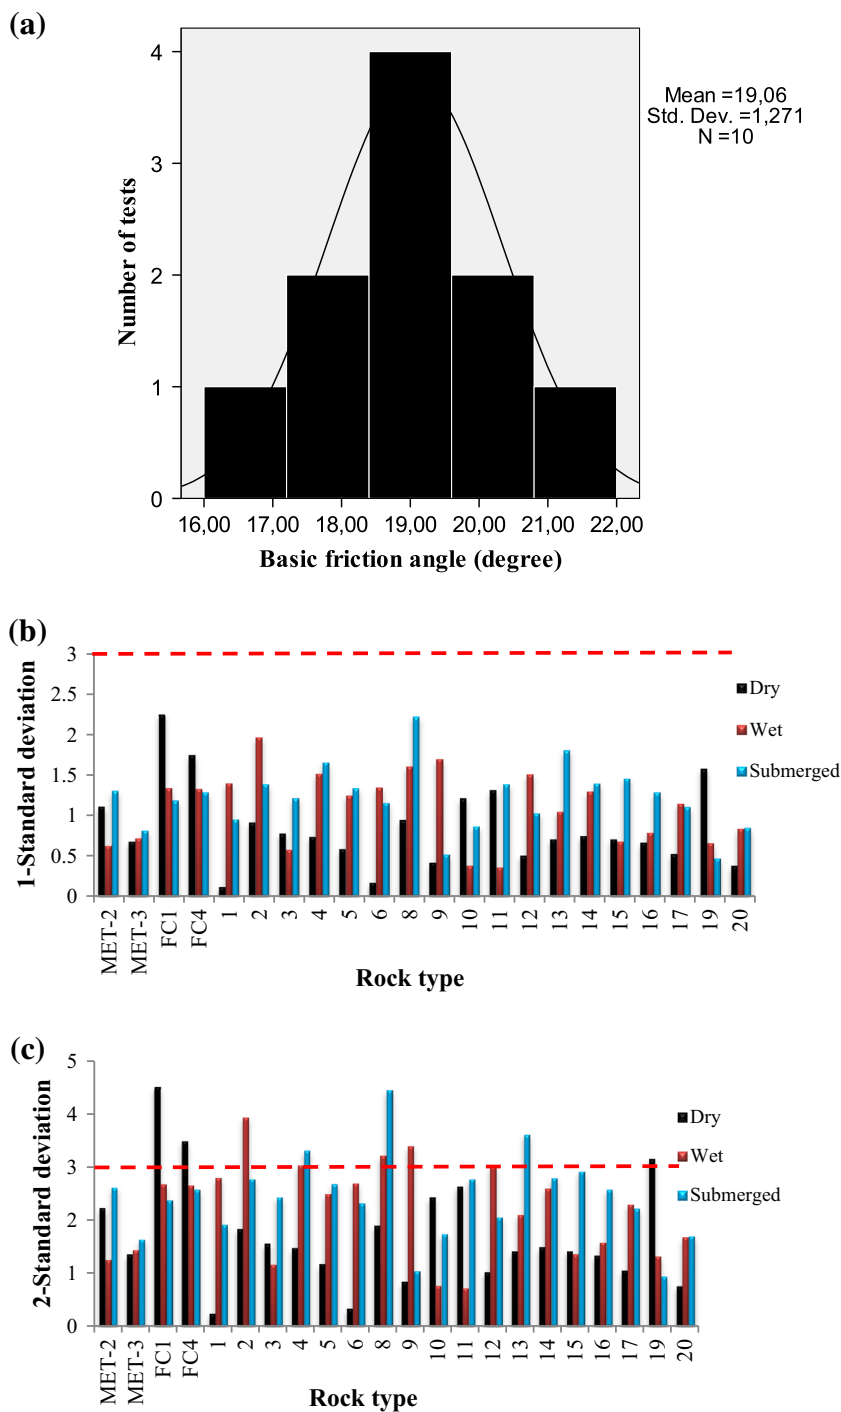 (a)
4
3
2
1
0
Number of tests
16,00 17,00 18,00 19,00 20,00 21,00 22,00
Basic friction angle (degree)
Mean =19,06
Std. Dev. =1,271
N =10
(b)
3
2.5
2
1.5
1
0.5
0
1-Standard deviation
MET-2 MET-3 FC1 FC4 1 2 3 4 5 6 8 9 10 11 12 13 14 15 16 17 19 20
Rock type
Dry
Wet
Submerged
(c)
5
4
3
2
1
0
2-Standard deviation
MET-2 MET-3 FC1 FC4 1 2 3 4 5 6 8 9 10 11 12 13 14 15 16 17 19 20
Rock type
Dry
Wet
Submerged